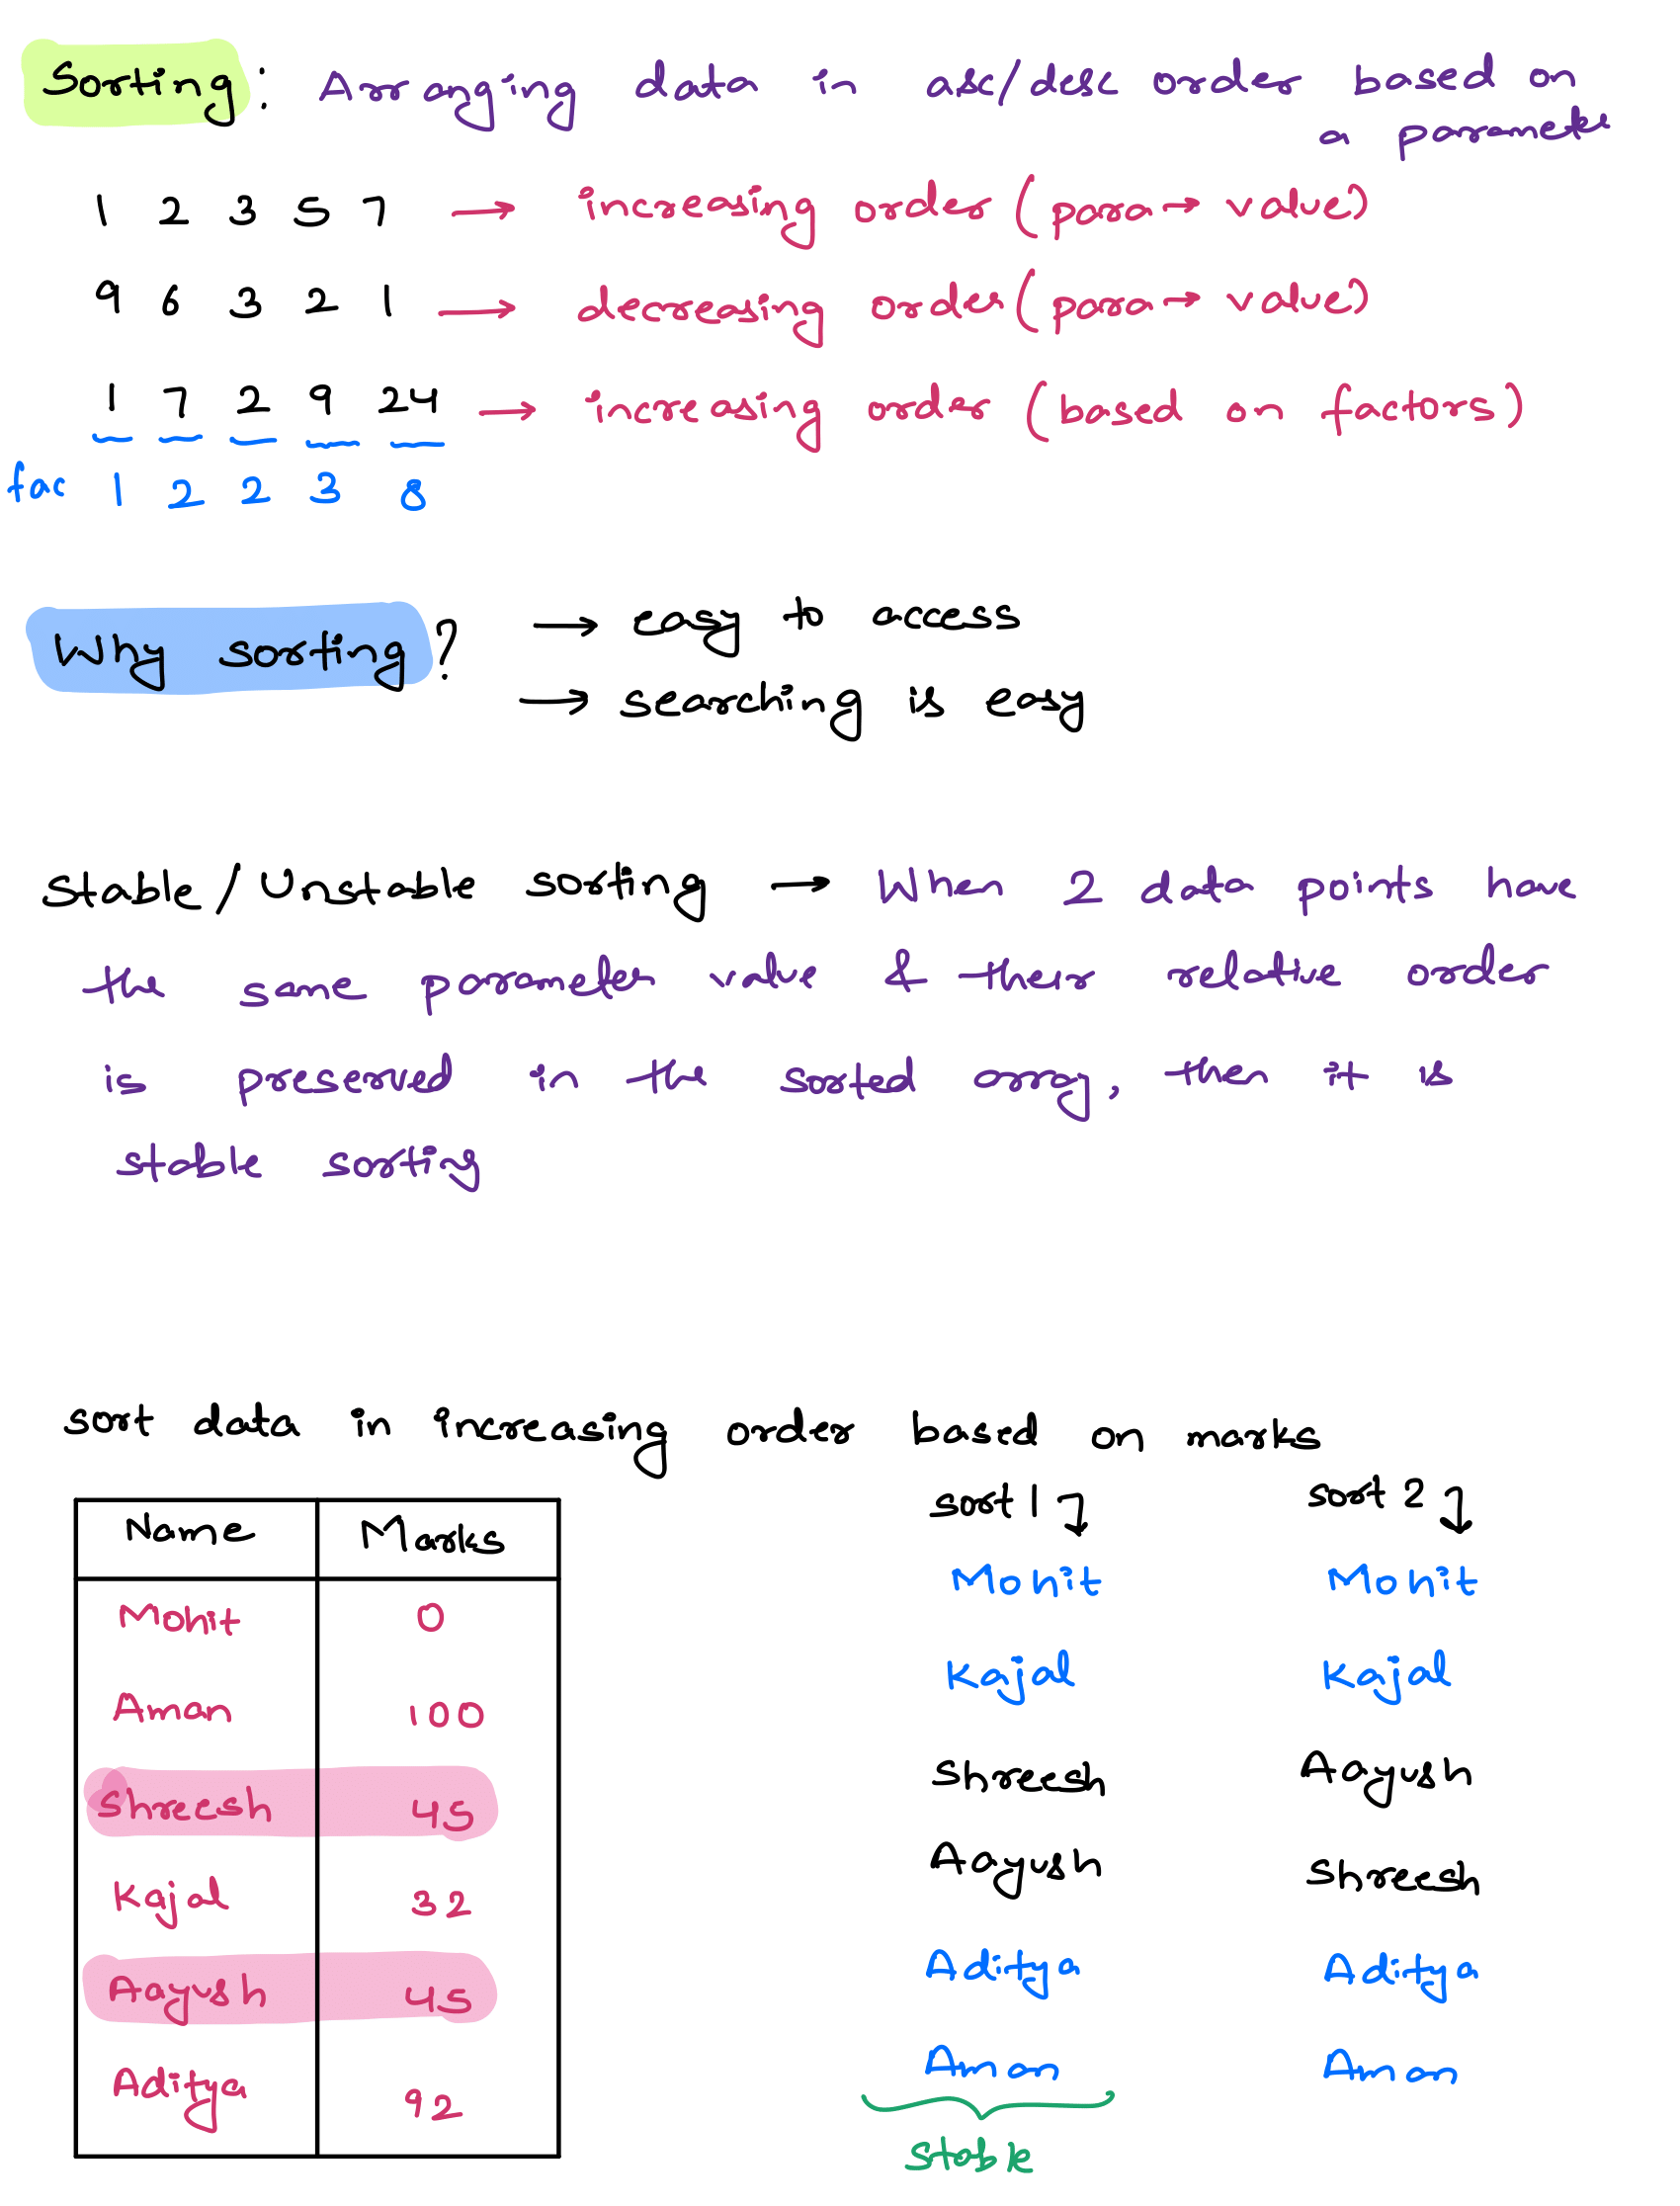 Sorting : Arranging data in asc/desc order based on
a parameter
1 2 3 5 7 → increasing order (para → value)
9 6 3 2 1 → decreasing order (para → value)
1 7 2 9 24 → increasing order (based on factors)
fac 1 2 2 3 8
Why sorting ? → easy to access
→ searching is easy
Stable / Unstable sorting → When 2 data points have
the same parameter value & their relative order
is preserved in the sorted array, then it is
stable sorting
sort data in increasing order based on marks
sort 1 sort 2
Name Marks
Mohit 0
Aman 100
Shreesh 45
Kajal 32
Aayush 45
Aditya 92
Mohit Mohit
Kajal Kajal
Shreesh Aayush
Aayush Shreesh
Aditya Aditya
Aman Aman
Stable